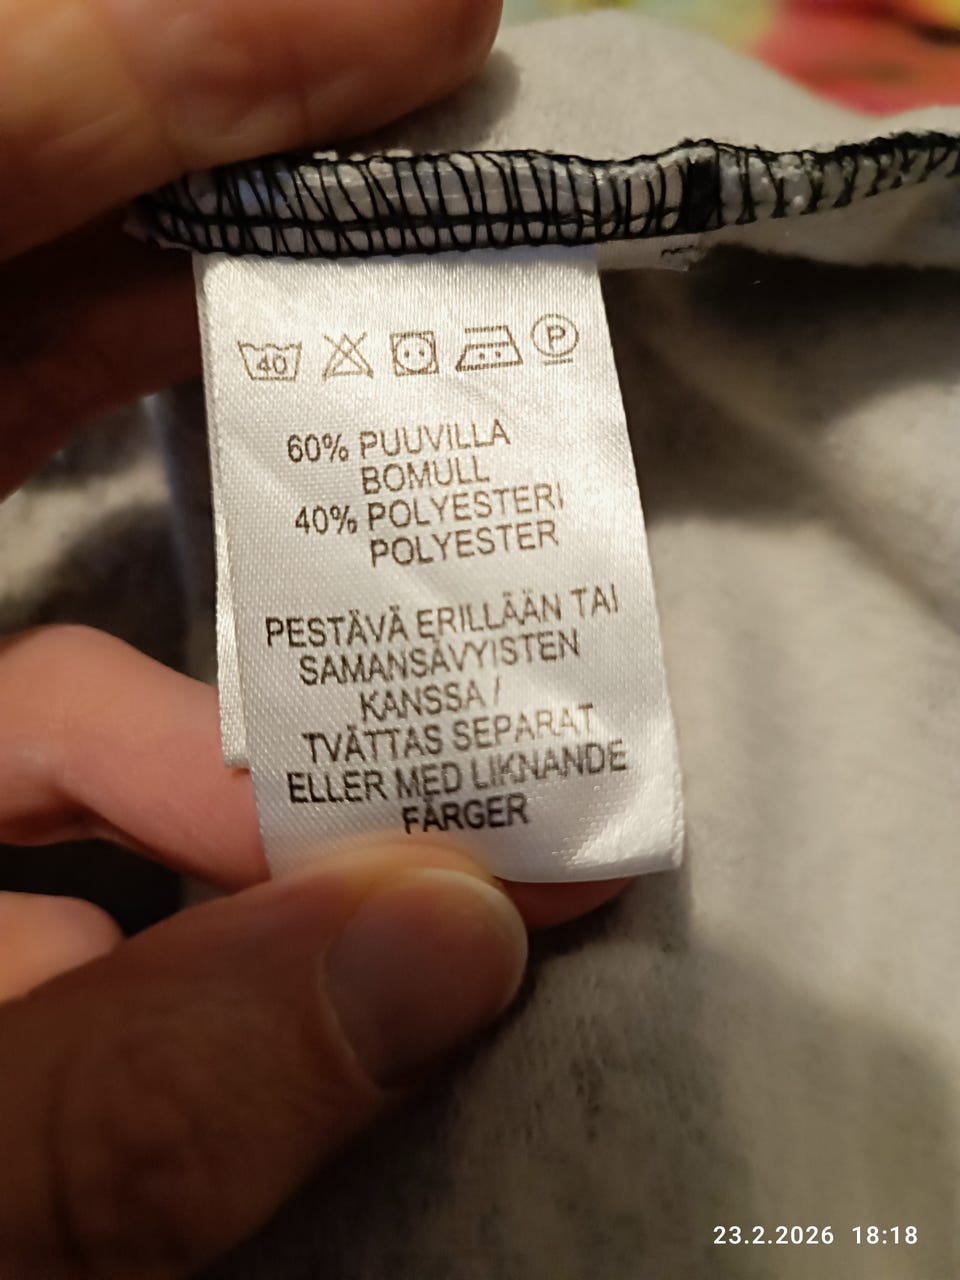 40 P
60% PUUVILLA
BOMULL
40% POLYESTERI
POLYESTER
PESTÄVÄ ERILLÄÄN TAI
SAMANSÄVYISTEN
KANSSA /
TVÄTTAS SEPARAT
ELLER MED LIKNANDE
FÄRGER
23.2.2026 18:18